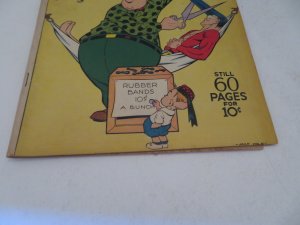 RUBBER
BANDS
10¢
A BUNCH
STILL
60
PAGES
FOR
10¢